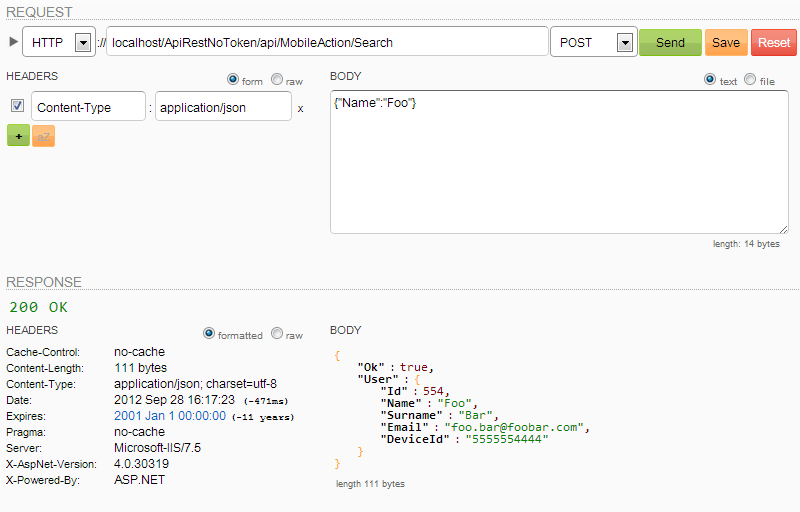 REQUEST
HTTP :// localhost/ApiRestNoToken/api/MobileAction/Search POST Send Save Reset
HEADERS form raw
Content-Type : application/json x
+ aZ
BODY text file
{"Name":"Foo"}
length: 14 bytes
RESPONSE
200 OK
HEADERS formatted raw
Cache-Control: no-cache
Content-Length: 111 bytes
Content-Type: application/json; charset=utf-8
Date: 2012 Sep 28 16:17:23 (-471ms)
Expires: 2001 Jan 1 00:00:00 (-11 years)
Pragma: no-cache
Server: Microsoft-IIS/7.5
X-AspNet-Version: 4.0.30319
X-Powered-By: ASP.NET
BODY
{
"Ok" : true,
"User" : {
"Id" : 554,
"Name" : "Foo",
"Surname" : "Bar",
"Email" : "foo.bar@foobar.com",
"DeviceId" : "5555554444"
}
}
length 111 bytes